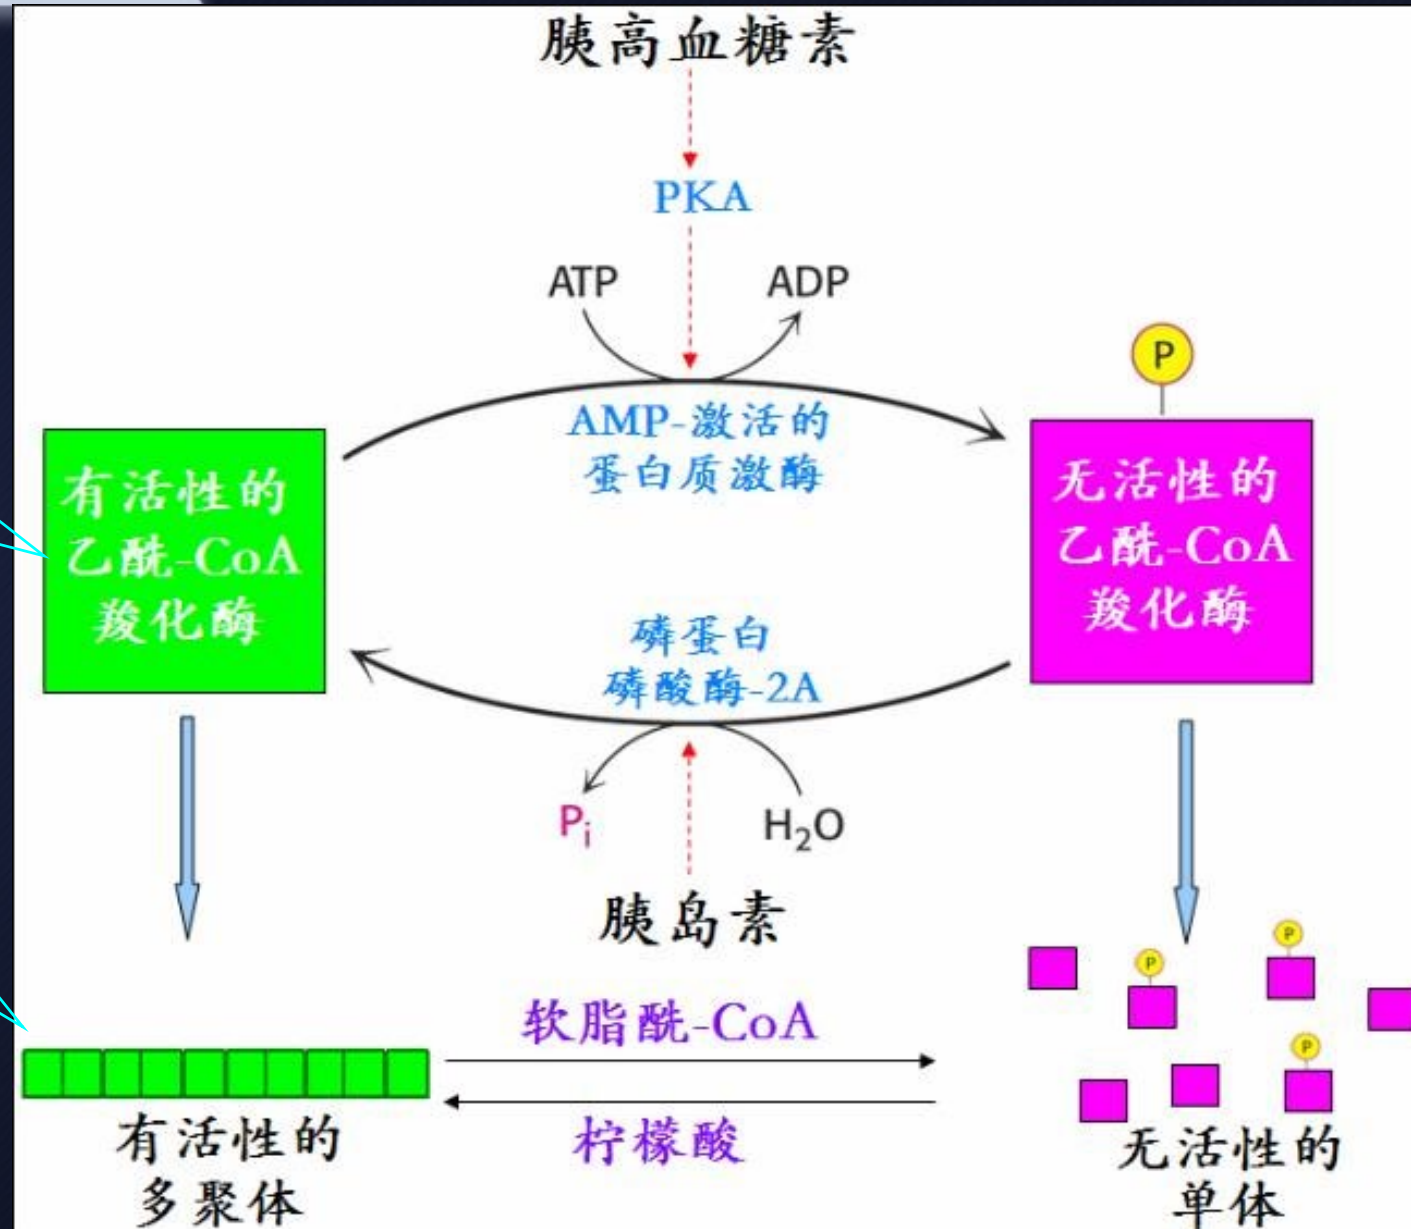 胰高血糖素
PKA
ATP
ADP
P
AMP-激活的
蛋白质激酶
有活性的
乙酰-CoA
羧化酶
无活性的
乙酰-CoA
羧化酶
磷蛋白
磷酸酶-2A
Pi
H₂O
胰岛素
P
P
P
软脂酰-CoA
柠檬酸
有活性的
多聚体
无活性的
单体